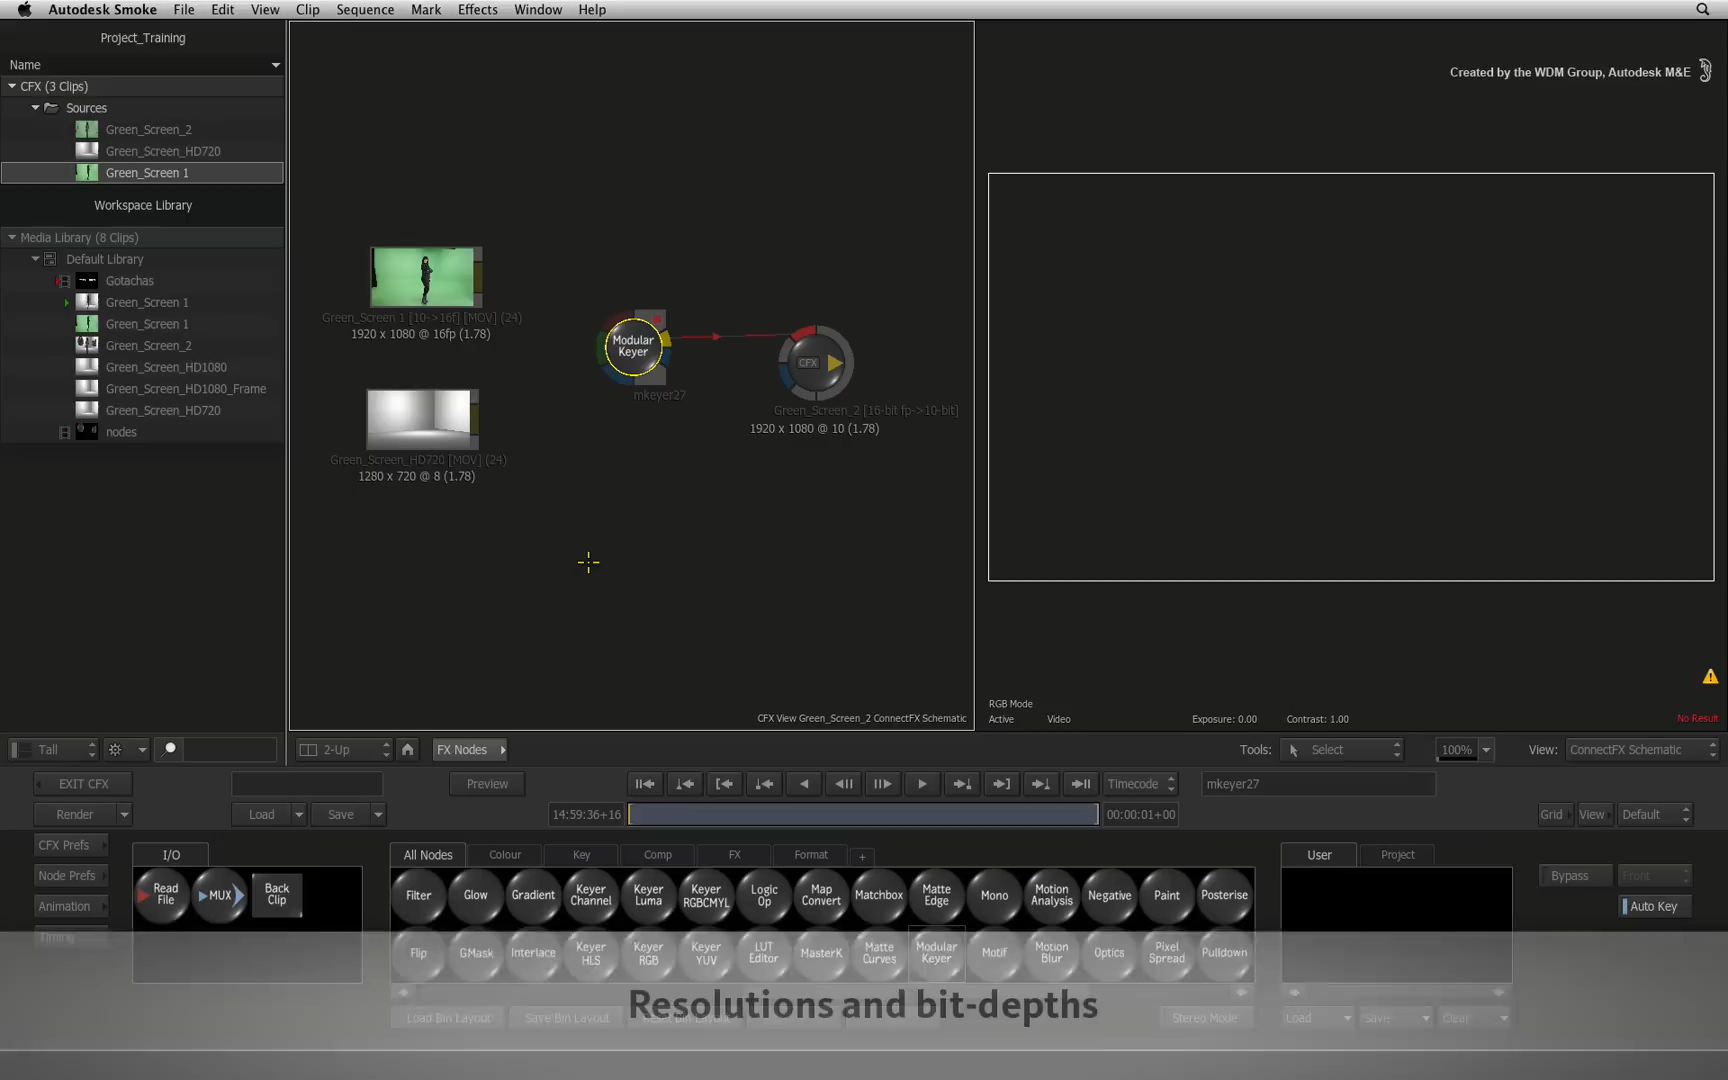 Autodesk Smoke File Edit View Clip Sequence Mark Effects Window Help
Project_Training
Name
CFX (3 Clips)
Sources
Green_Screen_2
Green_Screen_HD720
Green_Screen 1
Workspace Library
Media Library (8 Clips)
Default Library
Gotachas
Green_Screen 1
Green_Screen 1
Green_Screen_2
Green_Screen_HD1080
Green_Screen_HD1080_Frame
Green_Screen_HD720
nodes
Created by the WDM Group, Autodesk M&E
Green_Screen 1 [10->16f] [MOV] (24)
1920 x 1080 @ 16fp (1.78)
Modular
Keyer
mkeyer27
CFX
Green_Screen_2 [16-bit fp->10-bit]
1920 x 1080 @ 10 (1.78)
Green_Screen_HD720 [MOV] (24)
1280 x 720 @ 8 (1.78)
CFX View Green_Screen_2 ConnectFX Schematic
RGB Mode
Active Video Exposure: 0.00 Contrast: 1.00 No Result
Tall 2-Up FX Nodes Tools: Select 100% View: ConnectFX Schematic
EXIT CFX Preview Timecode mkeyer27
Render Load Save 14:59:36+16 00:00:01+00 Grid View Default
CFX Prefs I/O All Nodes Colour Key Comp FX Format + User Project
Node Prefs Bypass Front
Animation Auto Key
Timing
Read
File
MUX
Back
Clip
Filter
Glow
Gradient
Keyer
Channel
Keyer
Luma
Keyer
RGBCMYL
Logic
Op
Map
Convert
Matchbox
Matte
Edge
Mono
Motion
Analysis
Negative
Paint
Posterise
Flip
GMask
Interlace
Keyer
HLS
Keyer
RGB
Keyer
YUV
LUT
Editor
MasterK
Matte
Curves
Modular
Keyer
Motif
Motion
Blur
Optics
Pixel
Spread
Pulldown
Resolutions and bit-depths
Load Bin Layout Save Bin Layout Reset Bin Layout Stereo Mode Load Save Clear